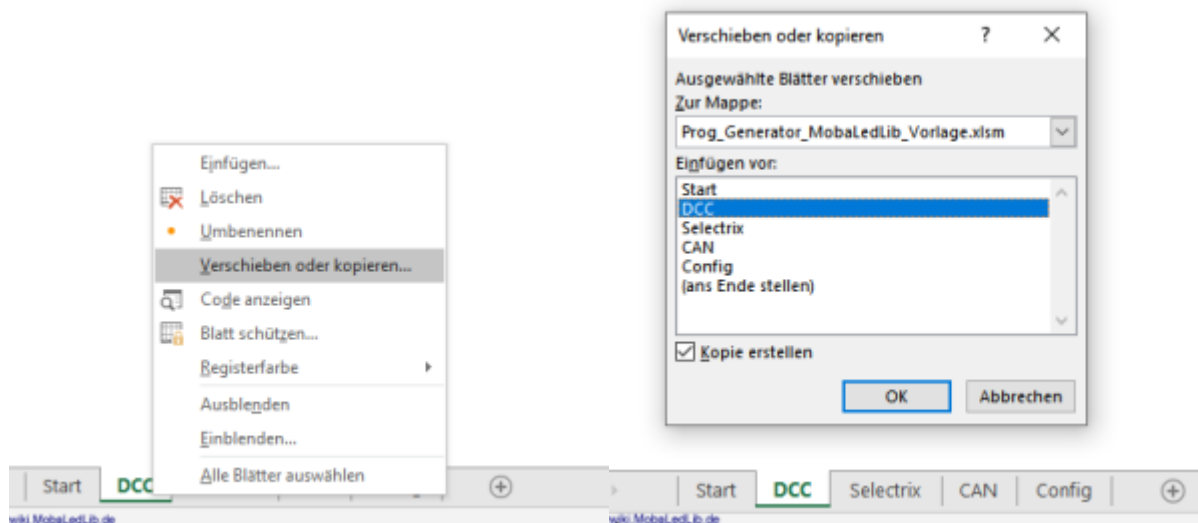 Einfügen...
Löschen
Umbenennen
Verschieben oder kopieren...
Code anzeigen
Blatt schützen...
Registerfarbe
Ausblenden
Einblenden...
Alle Blätter auswählen
Start DCC
wiki.MobaLedLib.de
Verschieben oder kopieren ?
Ausgewählte Blätter verschieben
Zur Mappe:
Prog_Generator_MobaLedLib_Vorlage.xlsm
Einfügen vor:
Start
DCC
Selectrix
CAN
Config
(ans Ende stellen)
Kopie erstellen
OK Abbrechen
Start DCC Selectrix CAN Config
wiki.MobaLedLib.de